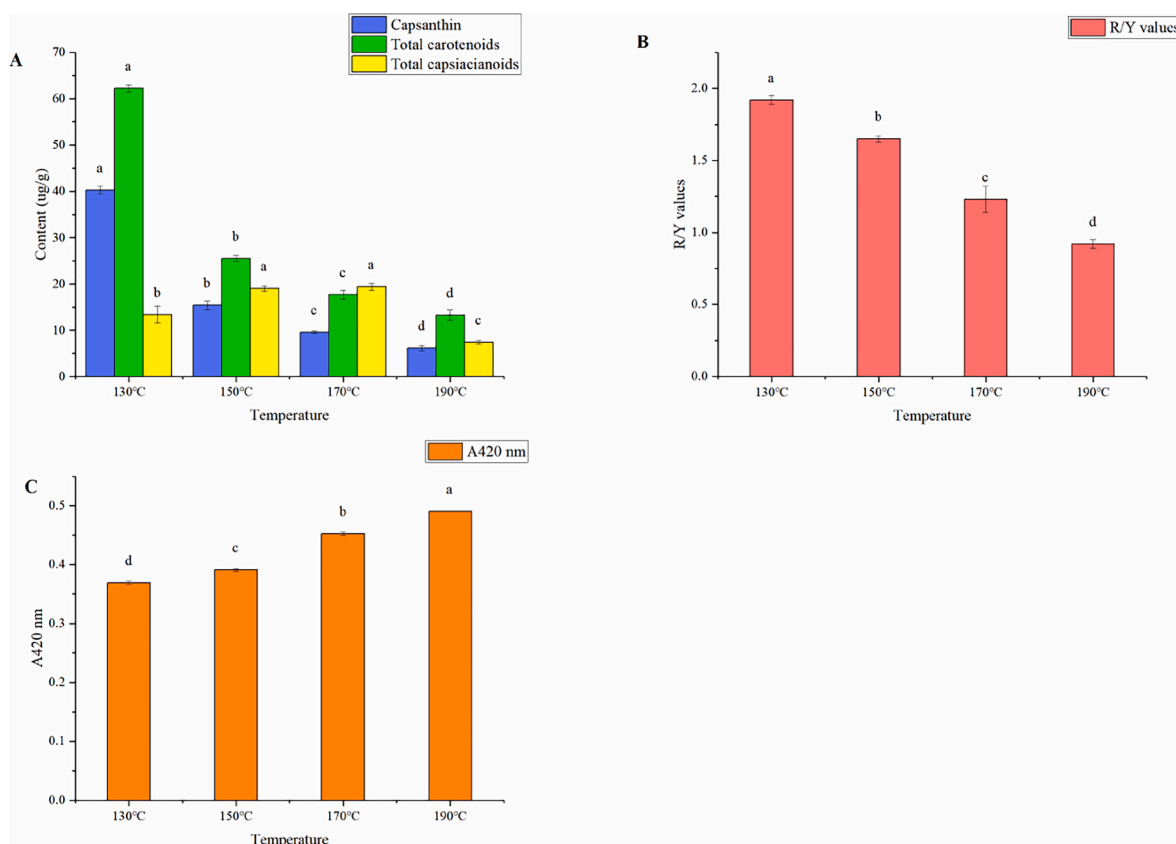 A
Capsanthin
Total carotenoids
Total capsiacianoids
70
60
50
40
30
20
10
0
Content (ug/g)
a
a
b
b
b
a
c
c
a
d
d
c
130°C
150°C
170°C
190°C
Temperature
B
R/Y values
2.0
1.5
1.0
0.5
0.0
R/Y values
a
b
c
d
130°C
150°C
170°C
190°C
Temperature
C
A420 nm
0.5
0.4
0.3
0.2
0.1
0.0
A420 nm
d
c
b
a
130°C
150°C
170°C
190°C
Temperature